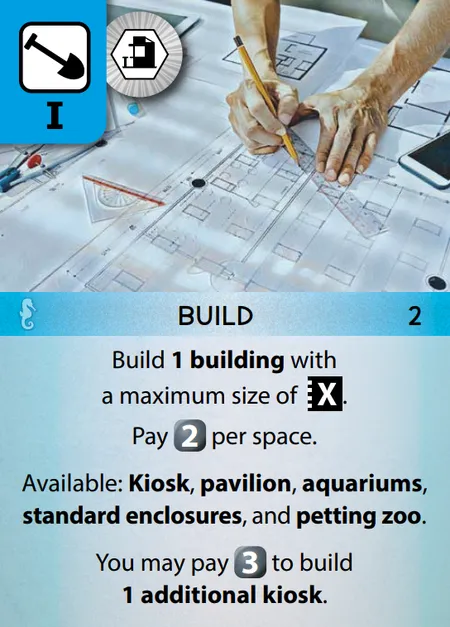 I
BUILD 2
Build 1 building with
a maximum size of X.
Pay 2 per space.
Available: Kiosk, pavilion, aquariums,
standard enclosures, and petting zoo.
You may pay 3 to build
1 additional kiosk.